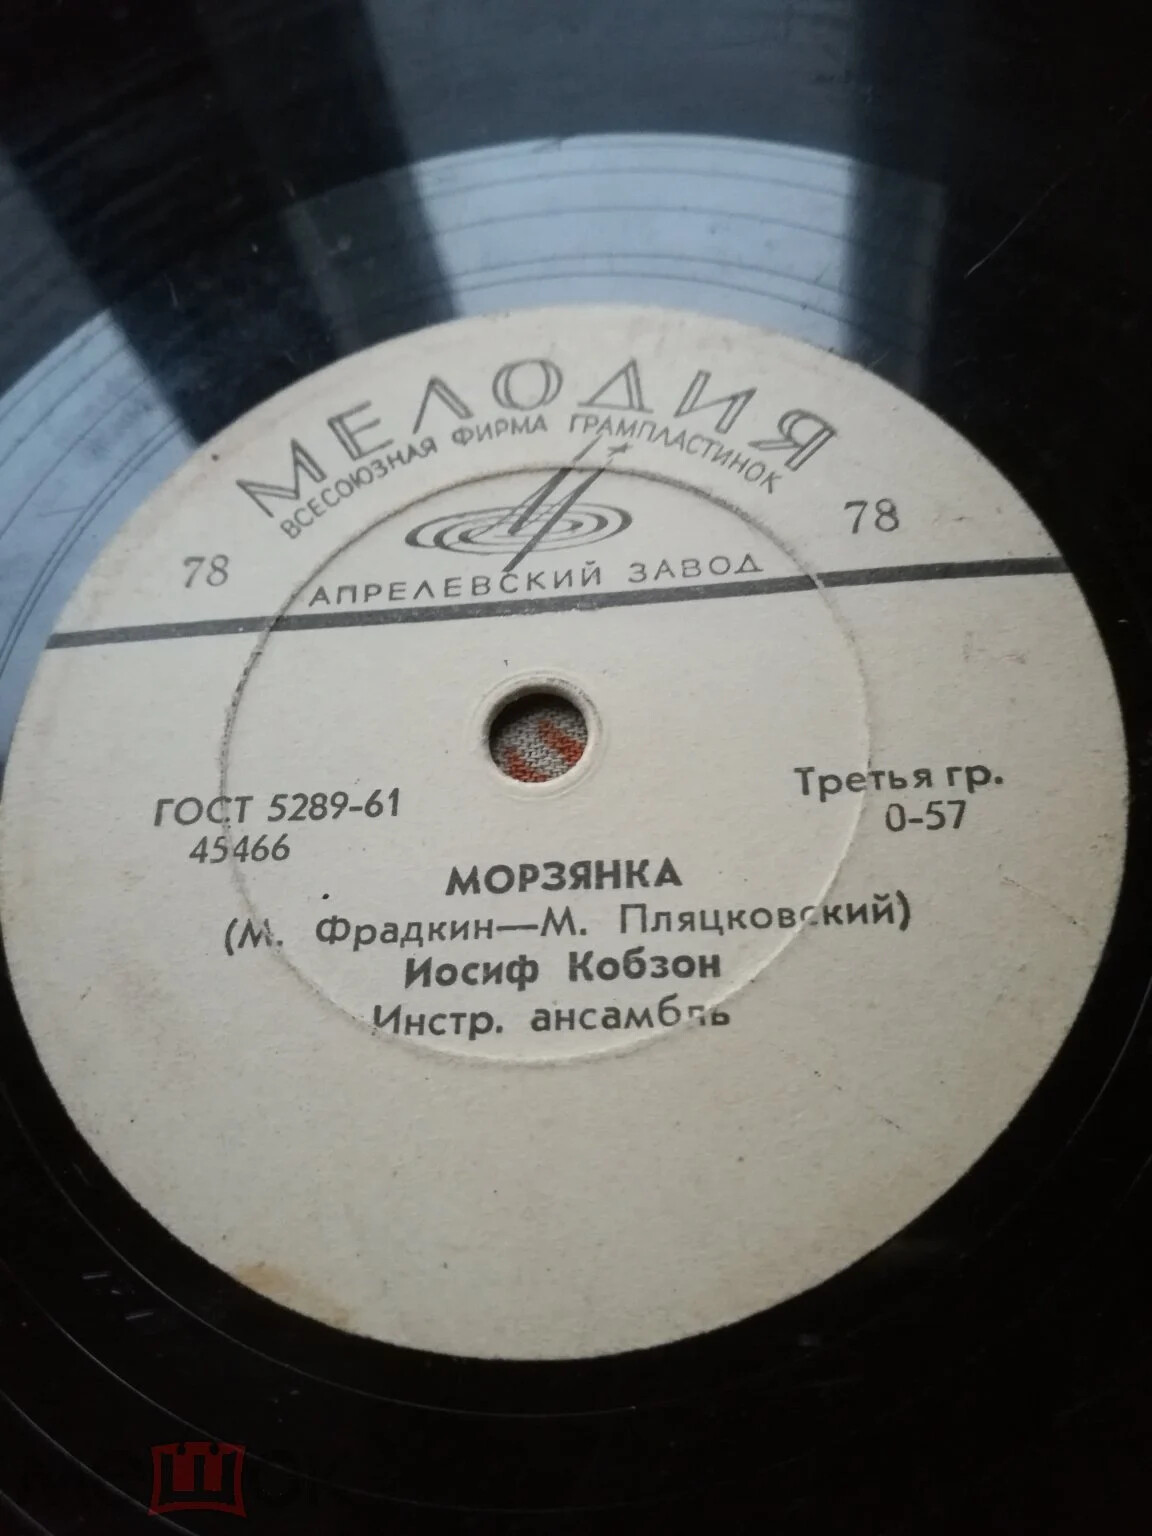 МЕЛОДИЯ
ВСЕСОЮЗНАЯ ФИРМА ГРАМПЛАСТИНОК
78 78
АПРЕЛЕВСКИЙ ЗАВОД
ГОСТ 5289-61 Третья гр.
45466 0-57
МОРЗЯНКА
(М. Фрадкин—М. Пляцковский)
Иосиф Кобзон
Инстр. ансамбль